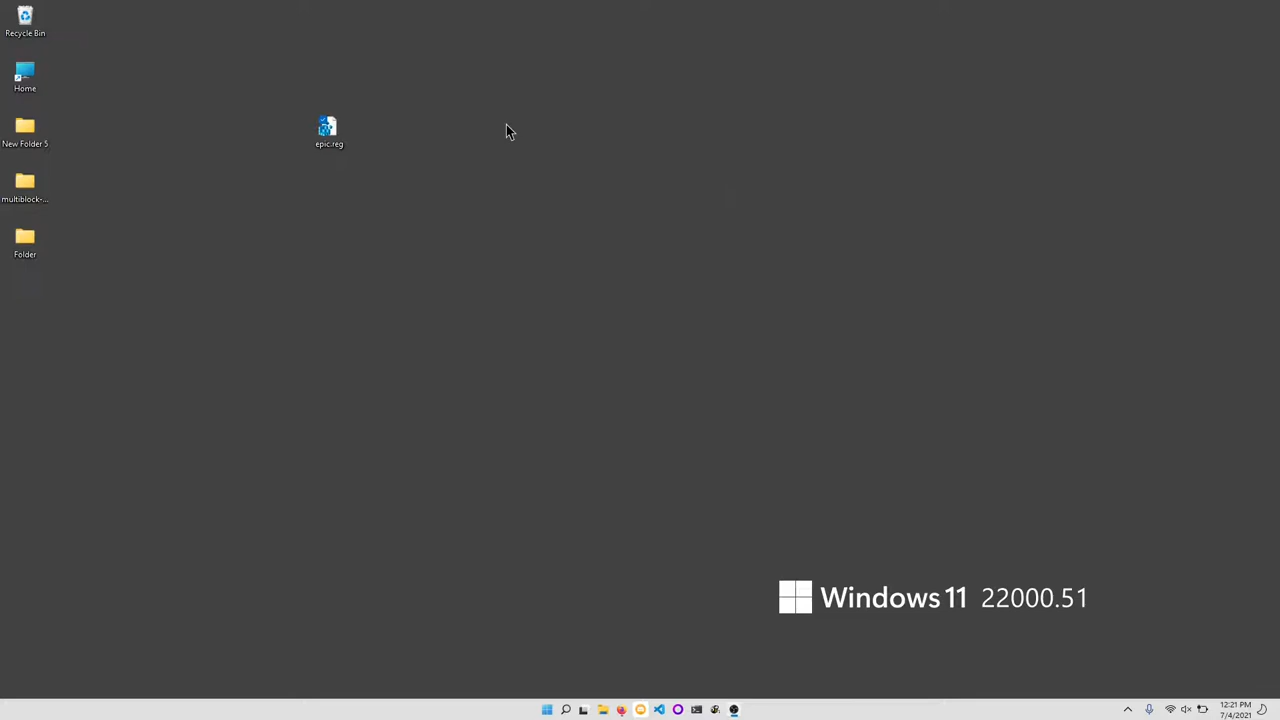 Recycle Bin
Home
New Folder 5
multiblock-...
Folder
epic.reg
Windows 11 22000.51
12:21 PM
7/4/2021